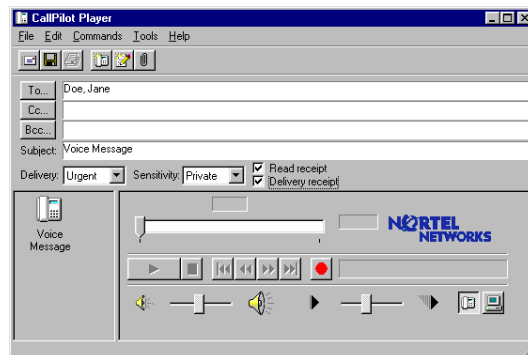 CallPilot Player
File Edit Commands Tools Help
To... Doe, Jane
Cc...
Bcc...
Subject: Voice Message
Delivery: Urgent Sensitivity: Private Read receipt
Delivery receipt
Voice
Message
NORTEL
NETWORKS